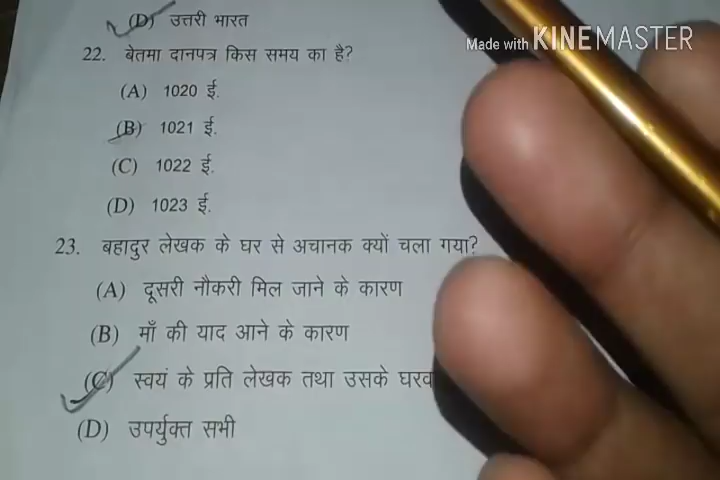 (D) उत्तरी भारत
Made with KINEMASTER
22. बेतमा दानपत्र किस समय का है?
(A) 1020 ई.
(B) 1021 ई.
(C) 1022 ई.
(D) 1023 ई.
23. बहादुर लेखक के घर से अचानक क्यों चला गया?
(A) दूसरी नौकरी मिल जाने के कारण
(B) माँ की याद आने के कारण
(C) स्वयं के प्रति लेखक तथा उसके
(D) उपर्युक्त सभी